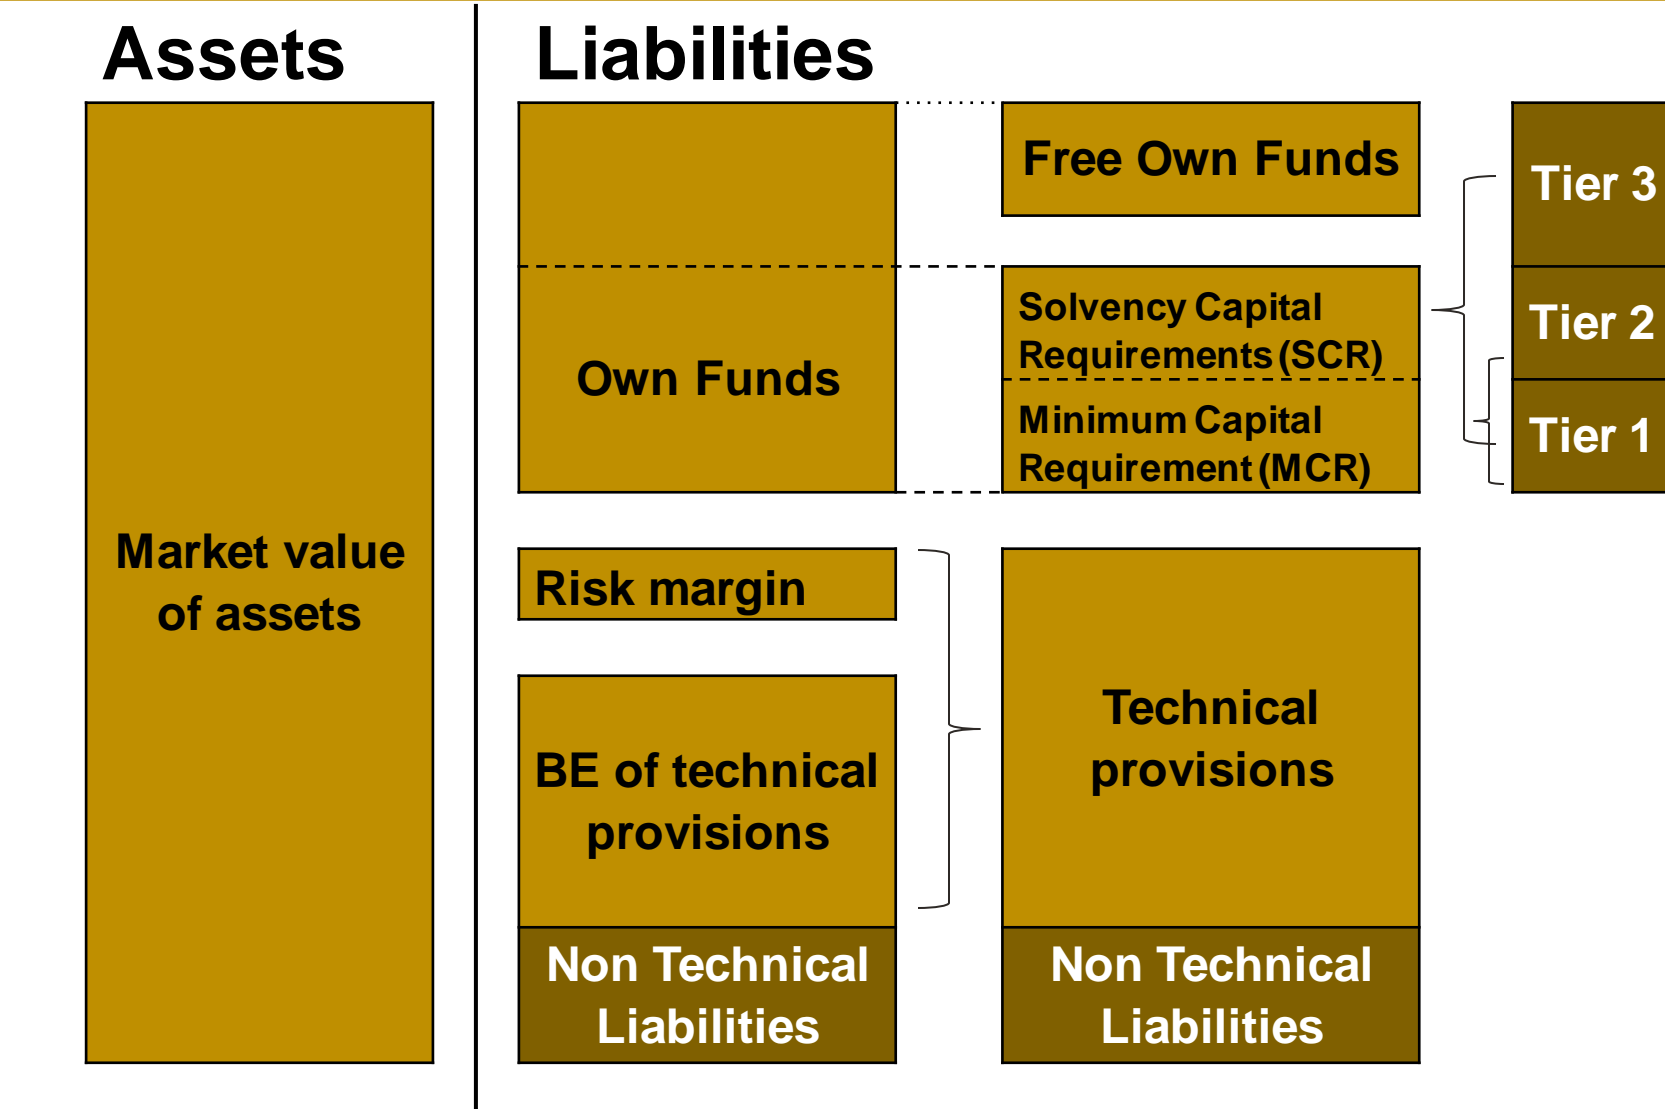 Assets
Liabilities
Market value
of assets
Own Funds
Risk margin
BE of technical
provisions
Non Technical
Liabilities
Free Own Funds
Solvency Capital
Requirements (SCR)
Minimum Capital
Requirement (MCR)
Technical
provisions
Non Technical
Liabilities
Tier 3
Tier 2
Tier 1